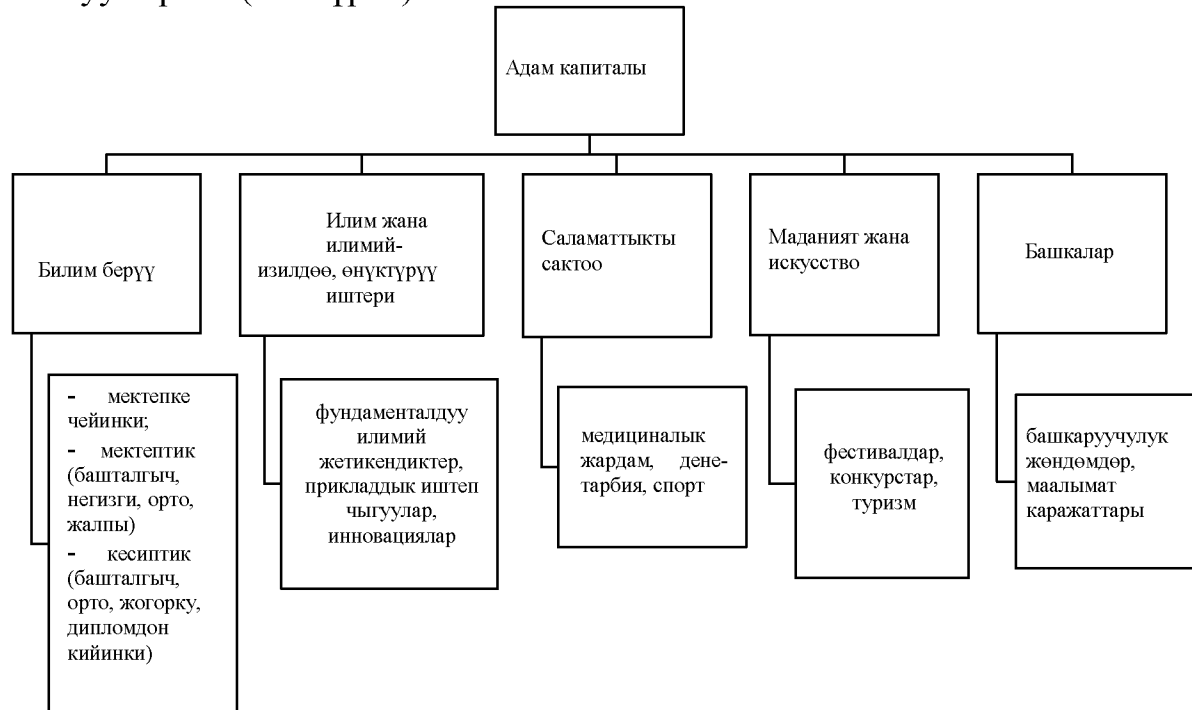 Адам капиталы
Билим берүү
Илим жана
илимий-
изилдөө, өнүктүрүү
иштери
Саламаттыкты
сактоо
Маданият жана
искусство
Башкалар
- мектепке
чейинки;
- мектептик
(башталгыч,
негизги, орто,
жалпы)
- кесиптик
(башталгыч,
орто, жогорку,
дипломдон
кийинки)
фундаменталдуу
илимий
жетикендиктер,
прикладдык иштеп
чыгуулар,
инновациялар
медициналык
жардам, дене-
тарбия, спорт
фестивалдар,
конкурстар,
туризм
башкаруучулук
жөндөмдөр,
маалымат
каражаттары